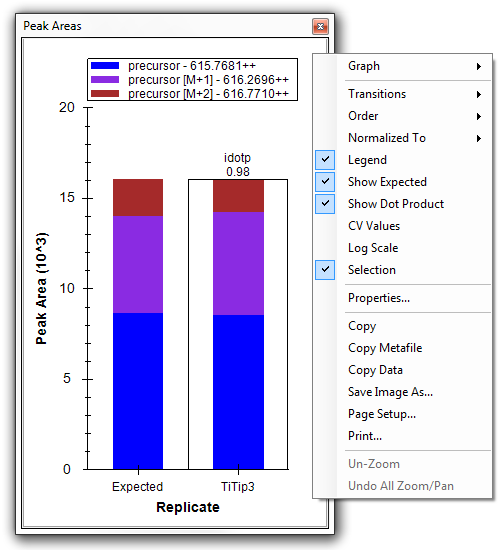 Peak Areas
precursor - 615.7681++
precursor [M+1] - 616.2696++
precursor [M+2] - 616.7710++
20
15
10
5
0
Peak Area (10^3)
idotp
0.98
Expected
TiTip3
Replicate
Graph
Transitions
Order
Normalized To
Legend
Show Expected
Show Dot Product
CV Values
Log Scale
Selection
Properties...
Copy
Copy Metafile
Copy Data
Save Image As...
Page Setup...
Print...
Un-Zoom
Undo All Zoom/Pan